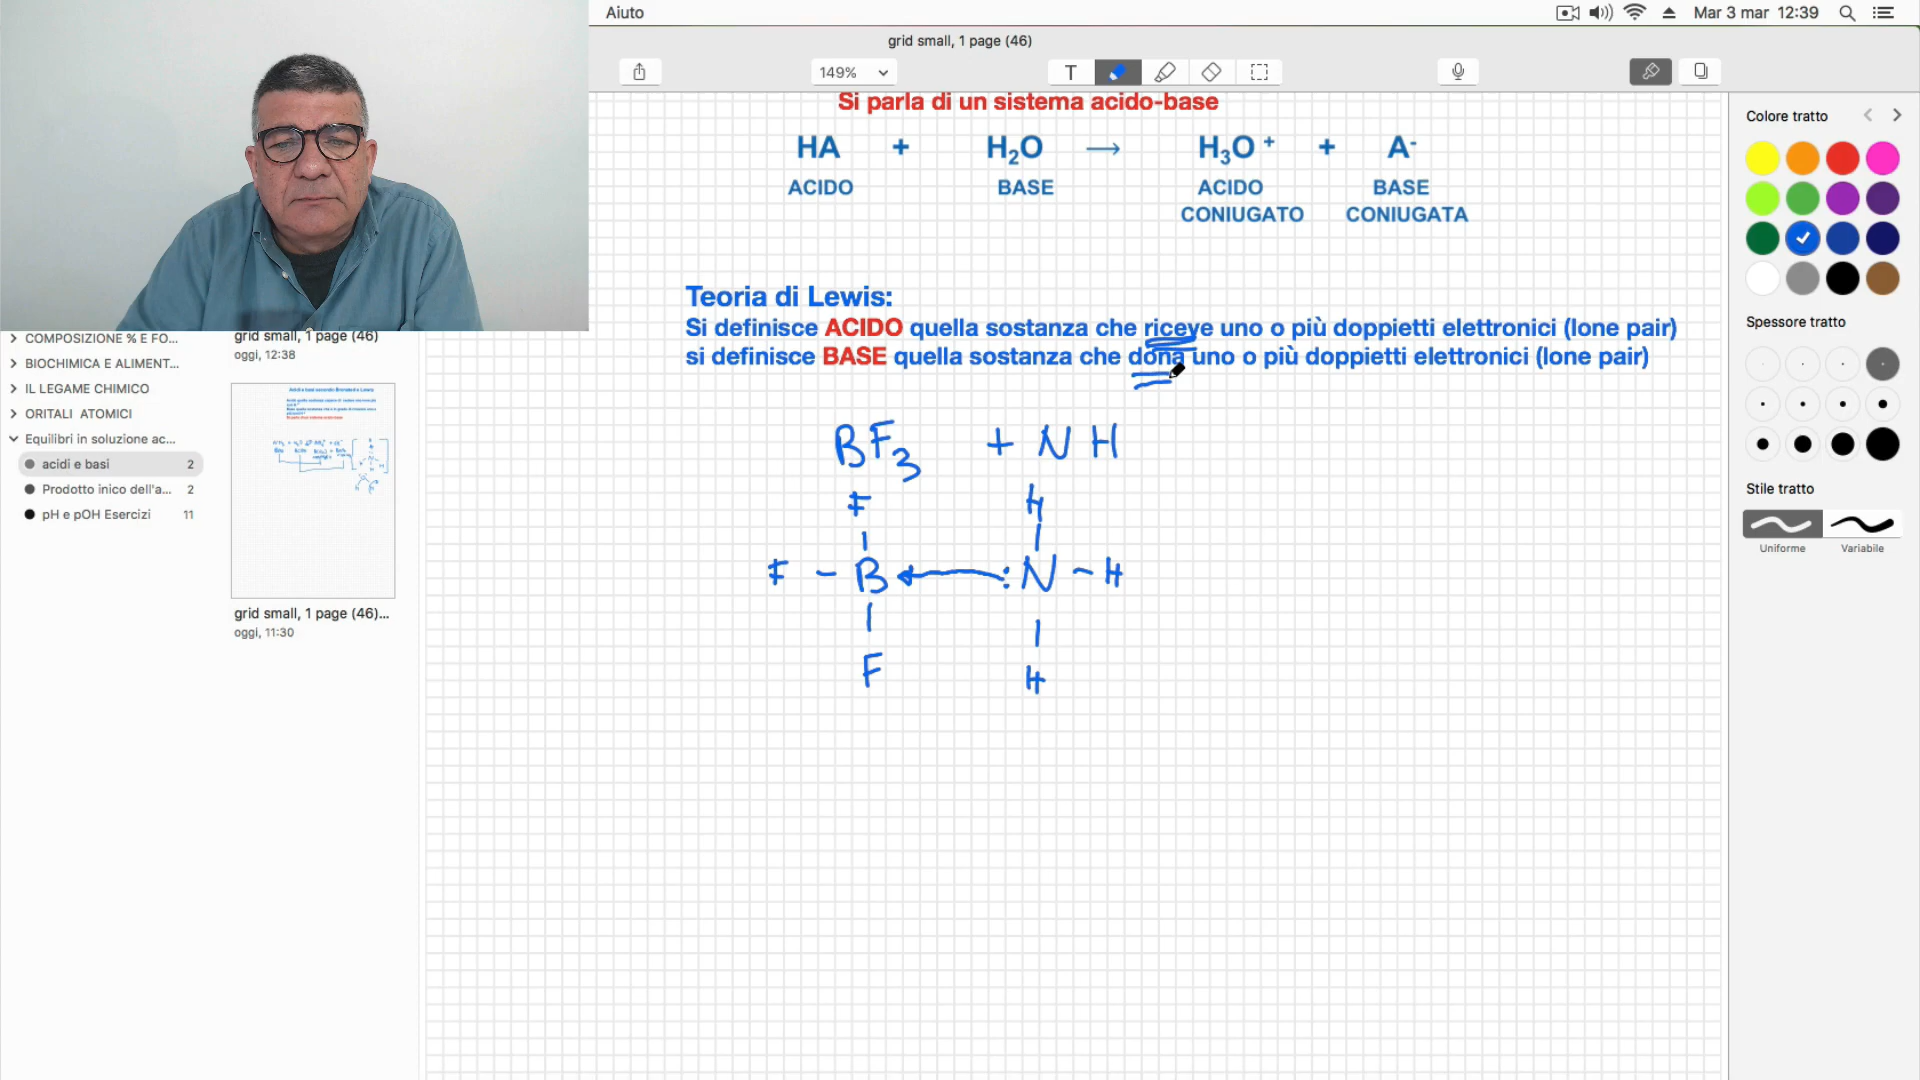 Aiuto
Mar 3 mar 12:39
grid small, 1 page (46)
149%
T
Si parla di un sistema acido-base
HA + H₂O → H₃O⁺ + A⁻
ACIDO BASE ACIDO CONIUGATO BASE CONIUGATA
Teoria di Lewis:
Si definisce ACIDO quella sostanza che riceve uno o più doppietti elettronici (lone pair)
si definisce BASE quella sostanza che dona uno o più doppietti elettronici (lone pair)
BF₃ + NH
F H
F - B ← : N - H
F H
COMPOSIZIONE % E FO...
BIOCHIMICA E ALIMENT...
IL LEGAME CHIMICO
ORITALI ATOMICI
Equilibri in soluzione ac...
acidi e basi 2
Prodotto inico dell'a... 2
pH e pOH Esercizi 11
grid small, 1 page (46)
oggi, 12:38
Acidi e basi secondo Bronsted e Lewis
grid small, 1 page (46)...
oggi, 11:30
Colore tratto
Spessore tratto
Stile tratto
Uniforme Variabile